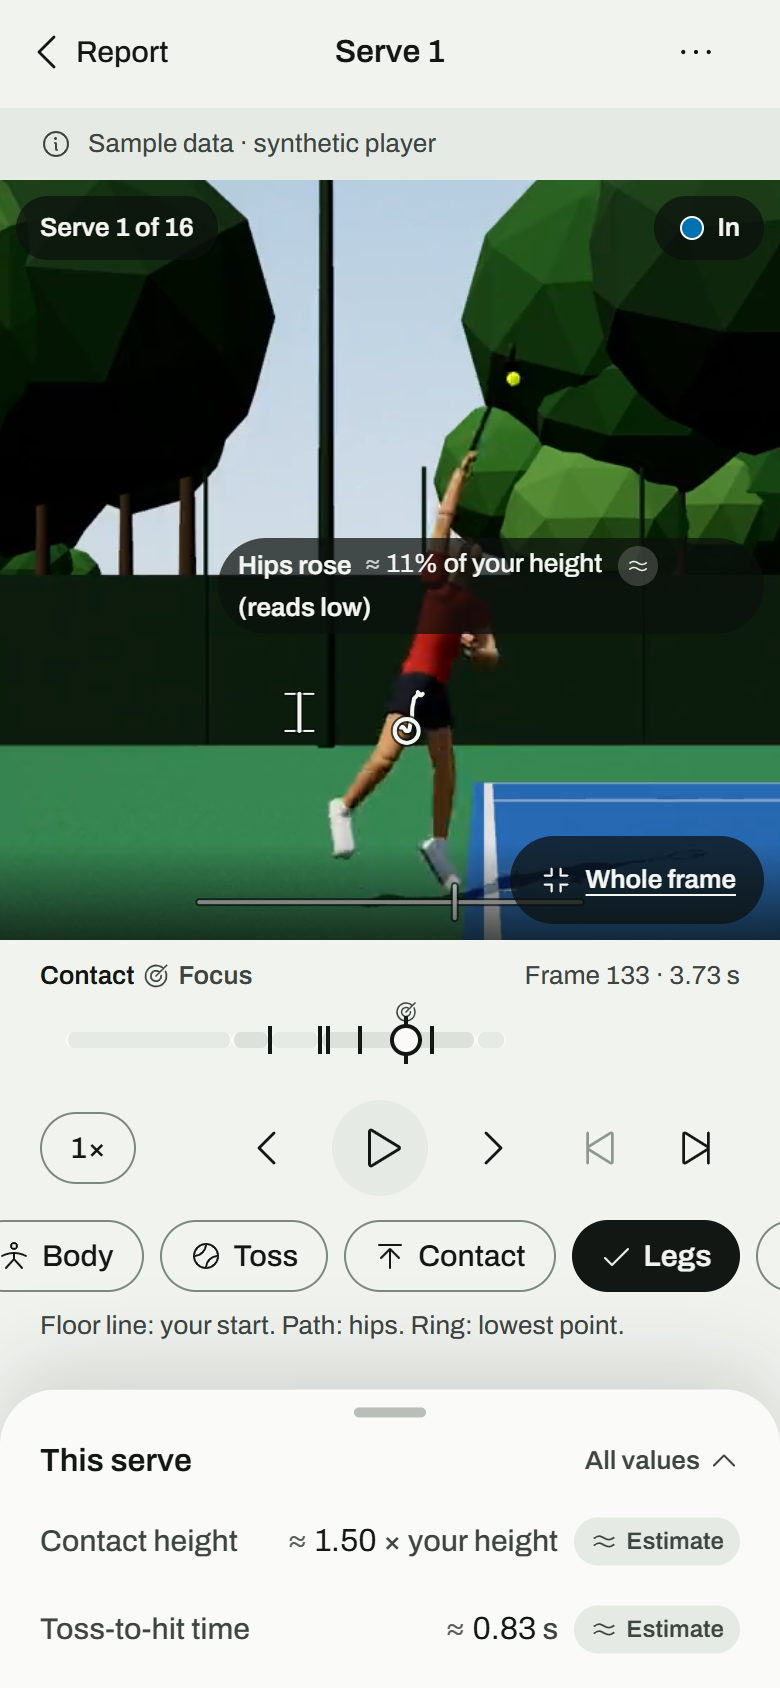 Report
Serve 1
Sample data · synthetic player
Serve 1 of 16
In
Hips rose ≈ 11% of your height
(reads low)
Whole frame
Contact Focus
Frame 133 · 3.73 s
1×
Body
Toss
Contact
Legs
Floor line: your start. Path: hips. Ring: lowest point.
This serve
All values
Contact height ≈ 1.50 × your height Estimate
Toss-to-hit time ≈ 0.83 s Estimate